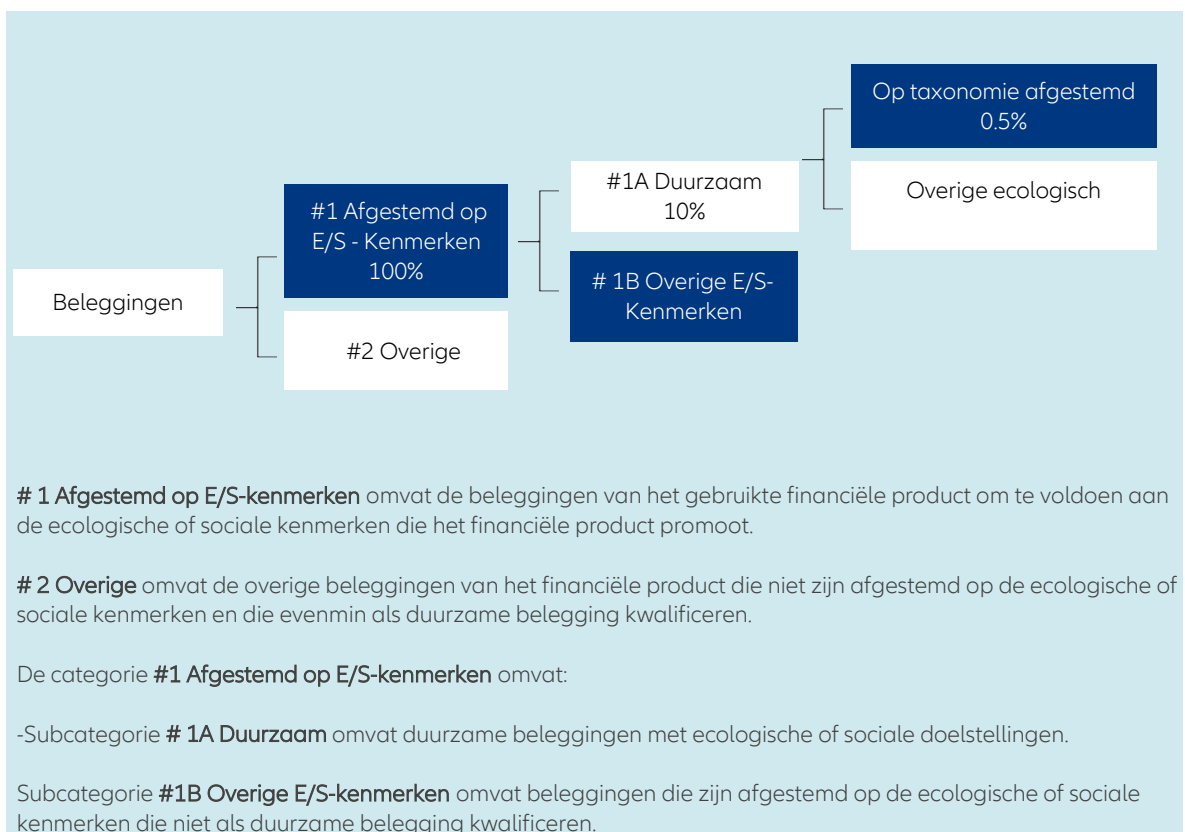 Op taxonomie afgestemd
0.5%
#1A Duurzaam
10%
Overige ecologisch
#1 Afgestemd op
E/S - Kenmerken
100%
# 1B Overige E/S-
Kenmerken
Beleggingen
#2 Overige
# 1 Afgestemd op E/S-kenmerken omvat de beleggingen van het gebruikte financiële product om te voldoen aan
de ecologische of sociale kenmerken die het financiële product promoot.
# 2 Overige omvat de overige beleggingen van het financiële product die niet zijn afgestemd op de ecologische of
sociale kenmerken en die evenmin als duurzame belegging kwalificeren.
De categorie #1 Afgestemd op E/S-kenmerken omvat:
-Subcategorie # 1A Duurzaam omvat duurzame beleggingen met ecologische of sociale doelstellingen.
Subcategorie #1B Overige E/S-kenmerken omvat beleggingen die zijn afgestemd op de ecologische of sociale
kenmerken die niet als duurzame belegging kwalificeren.